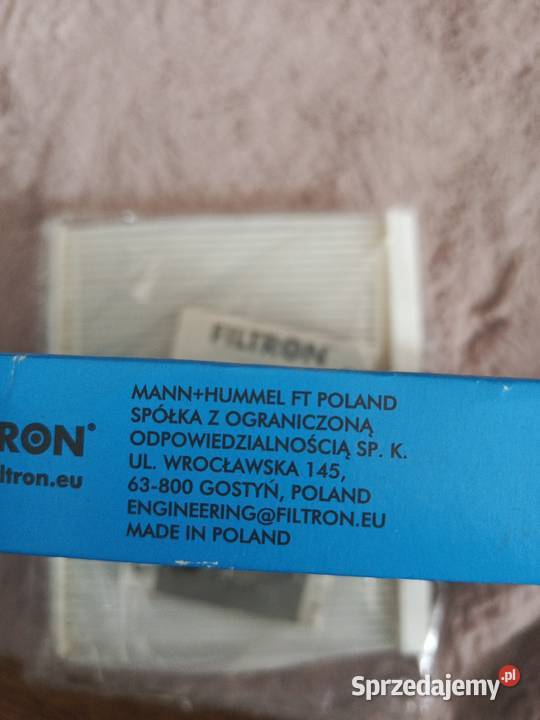 FILTRON
RON®
ltron.eu
MANN+HUMMEL FT POLAND
SPÓŁKA Z OGRANICZONĄ
ODPOWIEDZIALNOŚCIĄ SP. K.
UL. WROCŁAWSKA 145,
63-800 GOSTYŃ, POLAND
ENGINEERING@FILTRON.EU
MADE IN POLAND
Sprzedajemy.pl